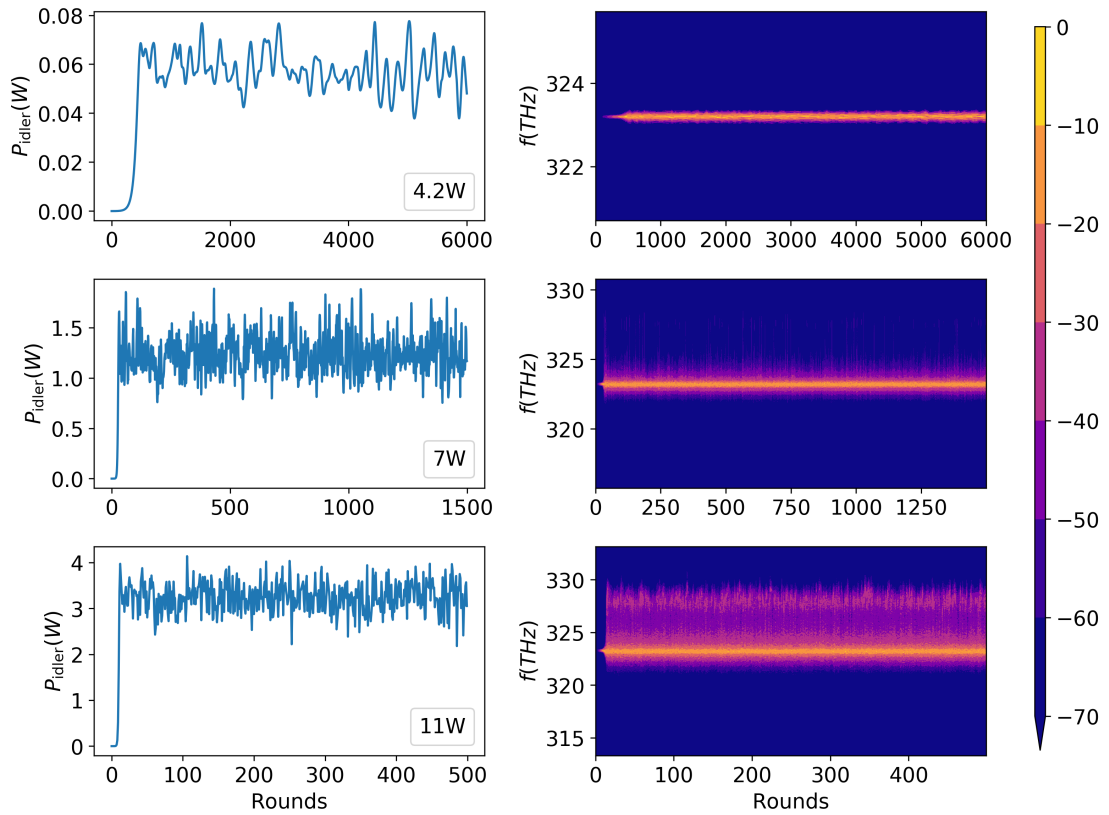 0.08
0.06
0.04
0.02
0.00
P_idler(W)
4.2W
0 2000 4000 6000
324
322
f(THz)
0 1000 2000 3000 4000 5000 6000
1.5
1.0
0.5
0.0
P_idler(W)
7W
0 500 1000 1500
330
325
320
f(THz)
0 250 500 750 1000 1250
4
3
2
1
0
P_idler(W)
11W
0 100 200 300 400 500
Rounds
330
325
320
315
f(THz)
0 100 200 300 400
Rounds
0
−10
−20
−30
−40
−50
−60
−70